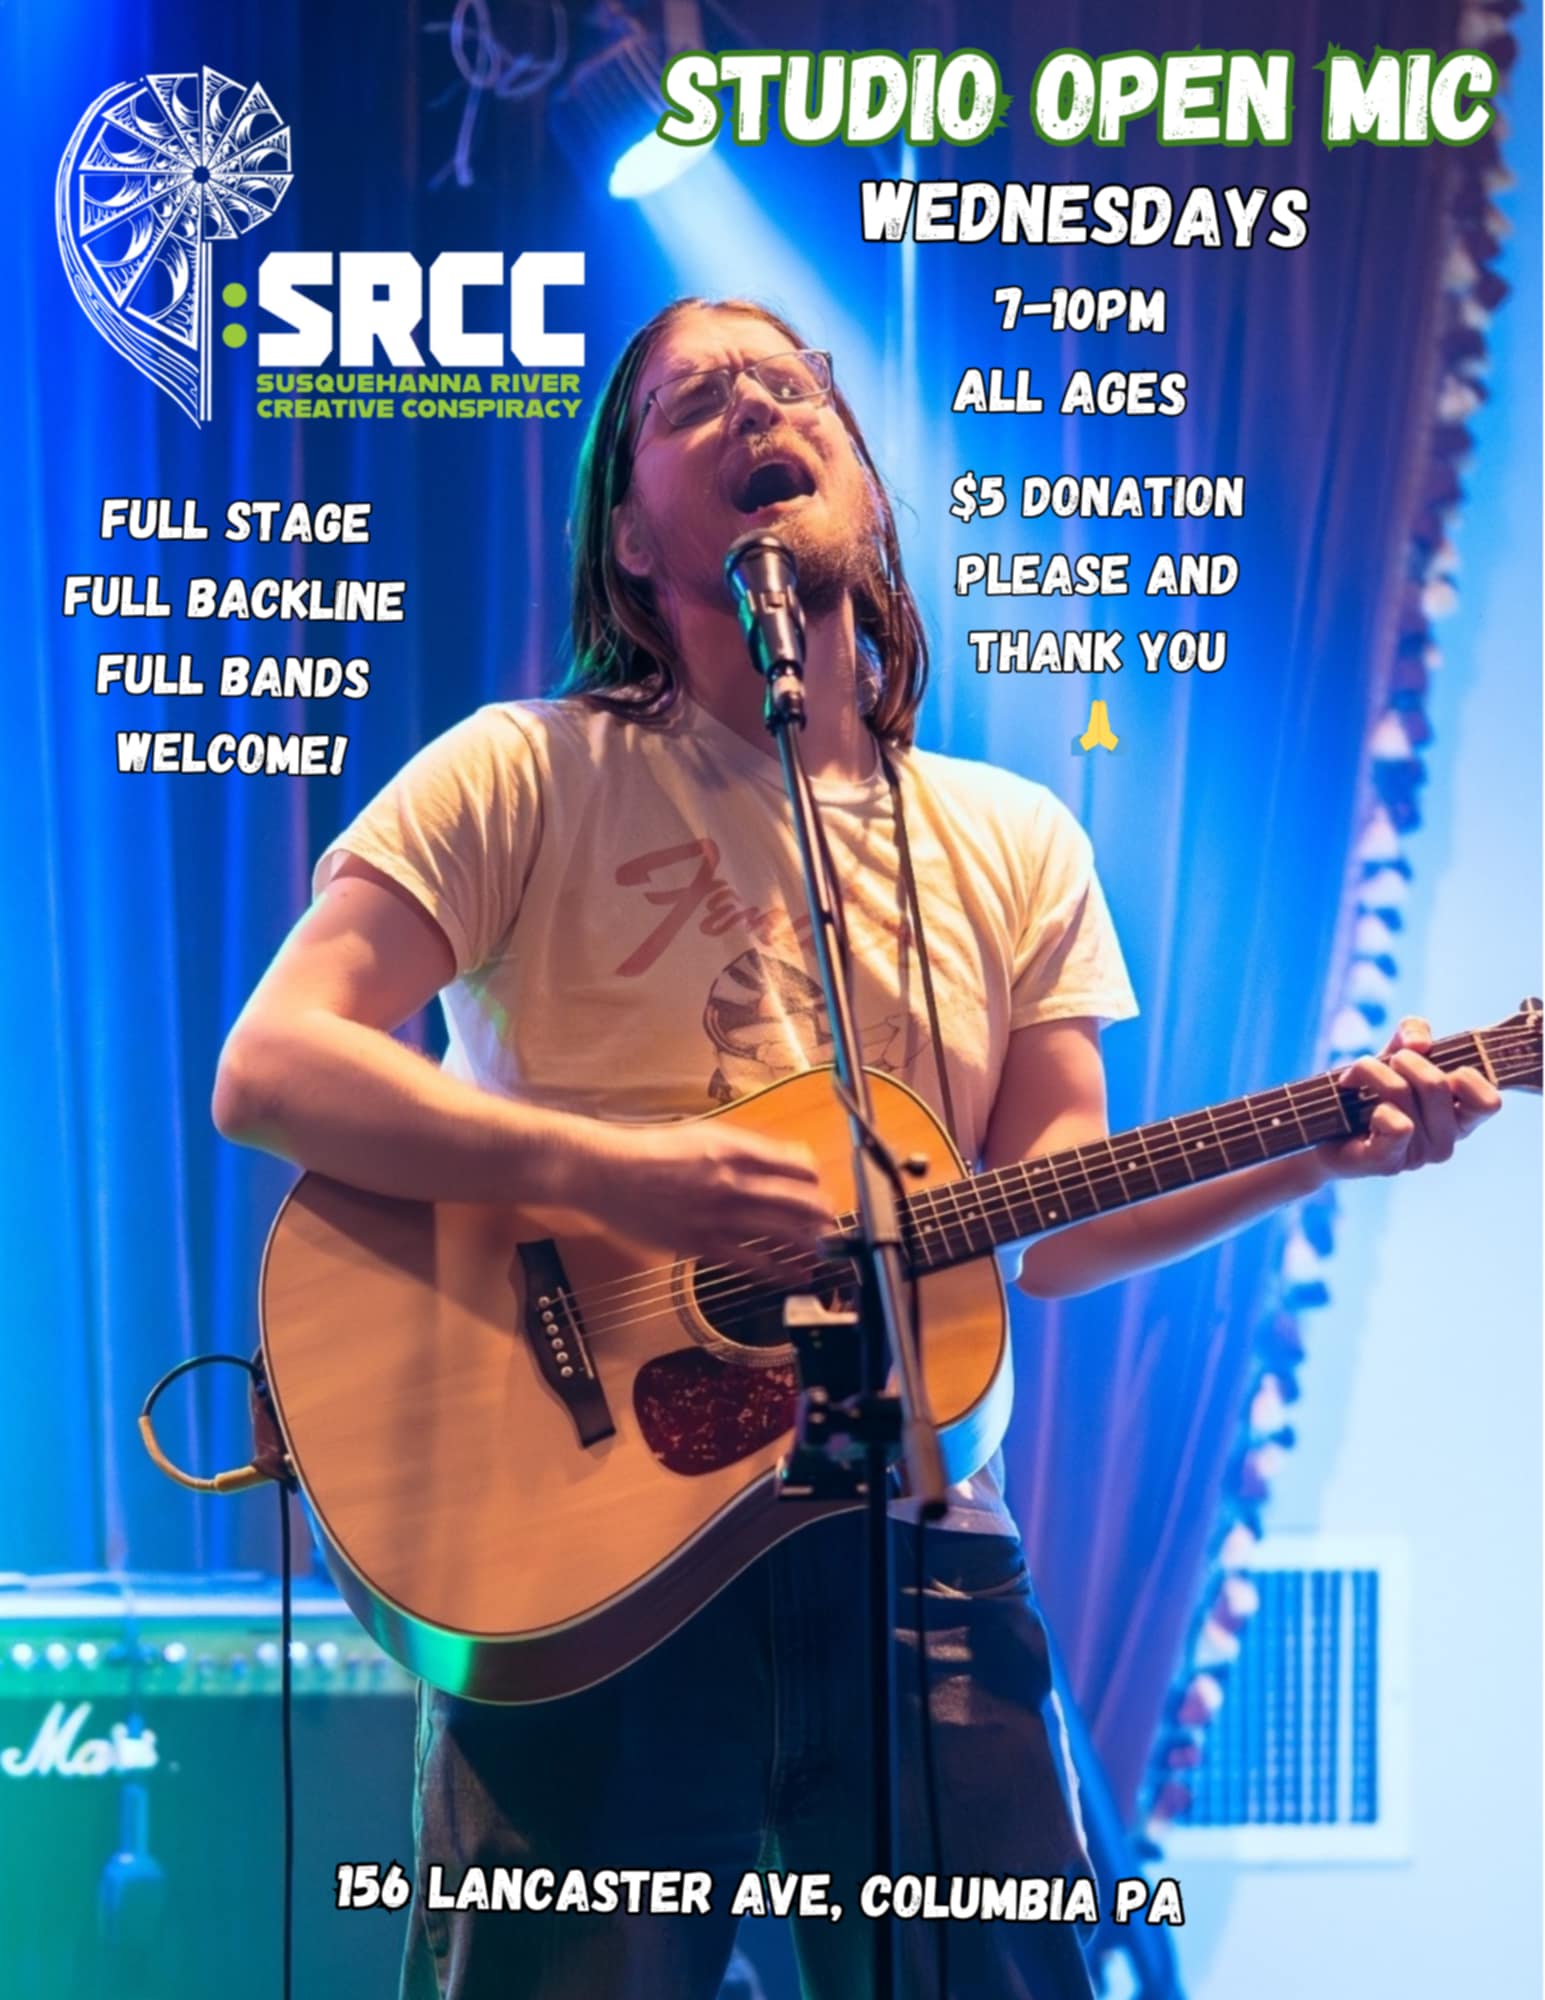 STUDIO OPEN MIC
WEDNESDAYS
7-10PM
ALL AGES
$5 DONATION
PLEASE AND
THANK YOU
🙏
:SRCC
SUSQUEHANNA RIVER
CREATIVE CONSPIRACY
FULL STAGE
FULL BACKLINE
FULL BANDS
WELCOME!
156 LANCASTER AVE, COLUMBIA PA